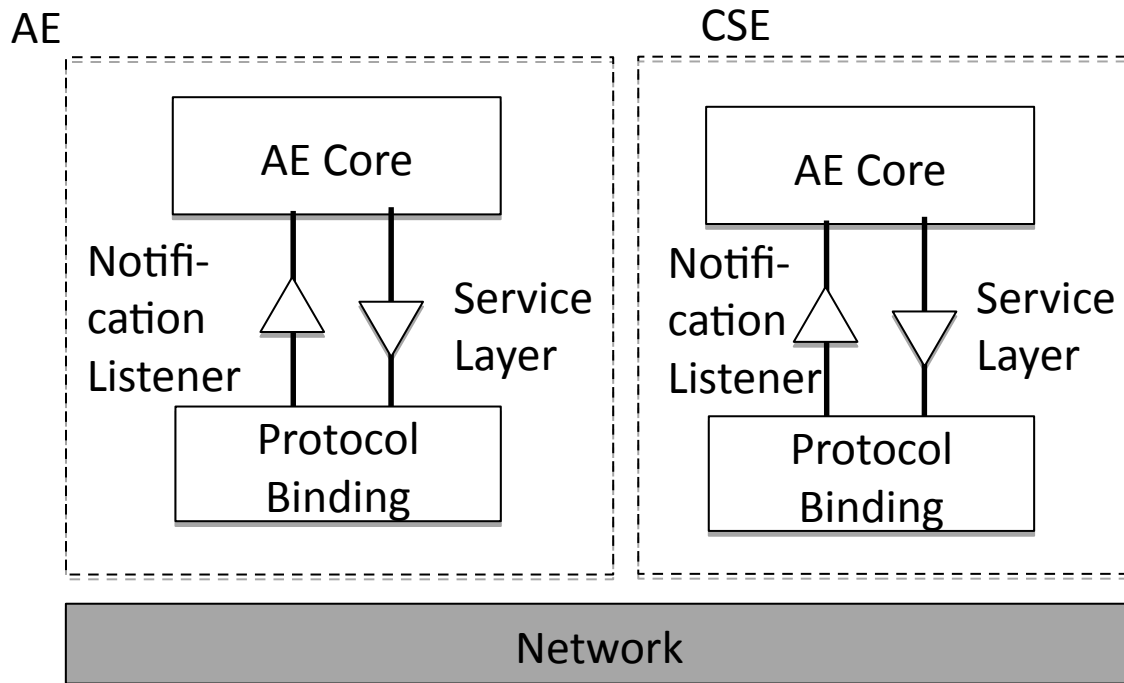 AE
CSE
AE Core
AE Core
Notifi-
cation
Listener
Service
Layer
Notifi-
cation
Listener
Service
Layer
Protocol
Binding
Protocol
Binding
Network